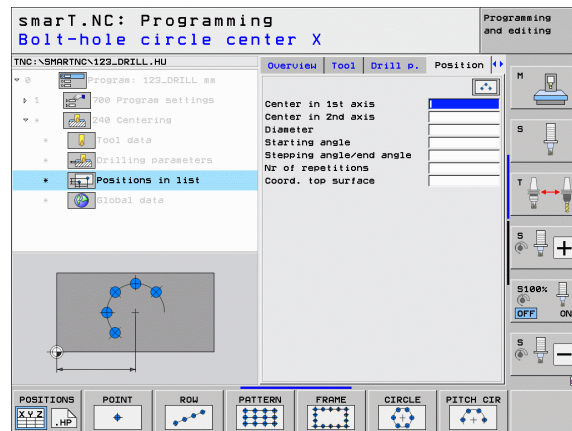 smarT.NC: Programming
Bolt-hole circle center X
Programming
and editing
TNC:\SMARTNC\123_DRILL.HU
0 Program: 123_DRILL mm
1 700 Program settings
* 240 Centering
* Tool data
* Drilling parameters
* Positions in list
* Global data
Overview Tool Drill p. Position
Center in 1st axis
Center in 2nd axis
Diameter
Starting angle
Stepping angle/end angle
Nr of repetitions
Coord. top surface
M
S
T
S
+
S100%
OFF ON
S
−
POSITIONS
X,Y,Z .HP
POINT
ROW
PATTERN
FRAME
CIRCLE
PITCH CIR